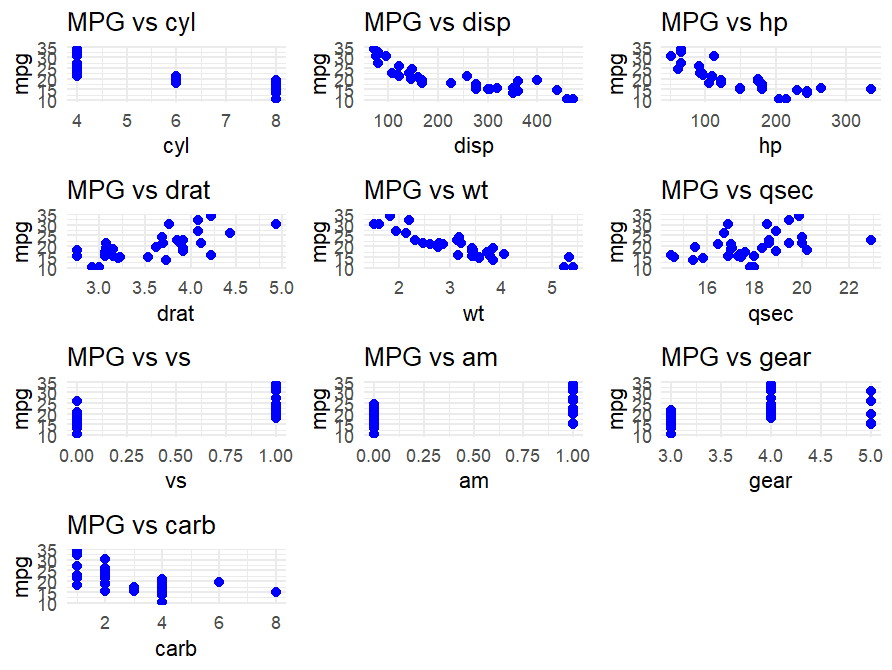 MPG vs cyl
mpg
35
30
25
20
15
10
4 5 6 7 8
cyl
MPG vs disp
mpg
35
30
25
20
15
10
100 200 300 400
disp
MPG vs hp
mpg
35
30
25
20
15
10
100 200 300
hp
MPG vs drat
mpg
35
30
25
20
15
10
3.0 3.5 4.0 4.5 5.0
drat
MPG vs wt
mpg
35
30
25
20
15
10
2 3 4 5
wt
MPG vs qsec
mpg
35
30
25
20
15
10
16 18 20 22
qsec
MPG vs vs
mpg
35
30
25
20
15
10
0.00 0.25 0.50 0.75 1.00
vs
MPG vs am
mpg
35
30
25
20
15
10
0.00 0.25 0.50 0.75 1.00
am
MPG vs gear
mpg
35
30
25
20
15
10
3.0 3.5 4.0 4.5 5.0
gear
MPG vs carb
mpg
35
30
25
20
15
10
2 4 6 8
carb